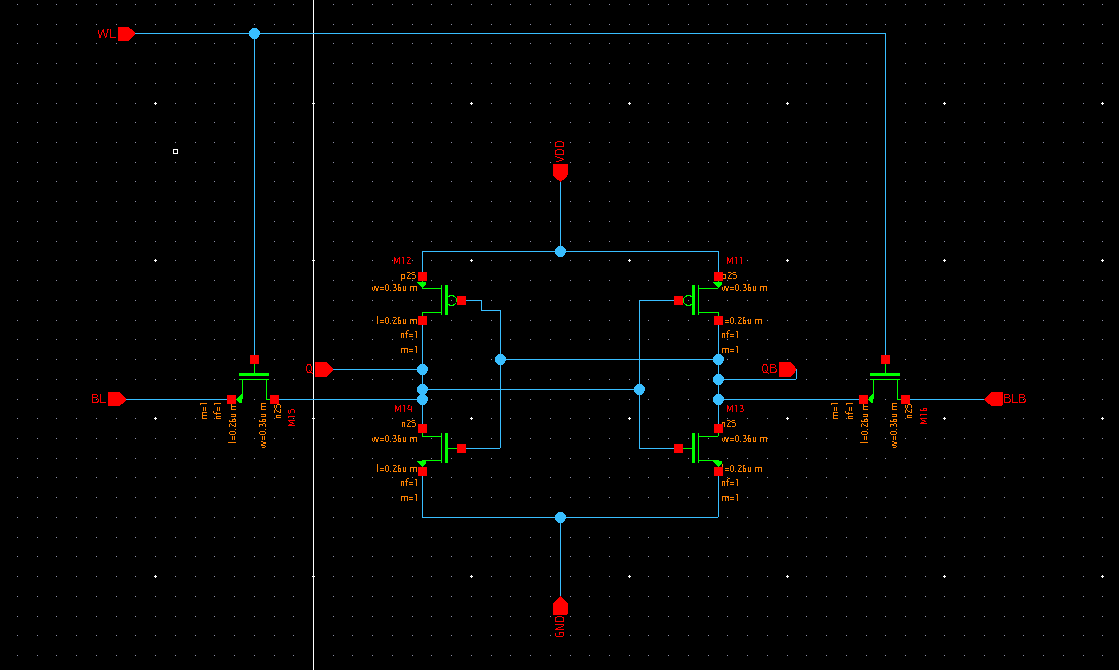 WL
VDD
M12
p25
w=0.36u m
l=0.26u m
nf=1
m=1
M11
p25
w=0.36u m
l=0.26u m
nf=1
m=1
Q
QB
BL
m=1
nf=1
l=0.26u m
w=0.36u m
n25
M15
M14
n25
w=0.36u m
l=0.26u m
nf=1
m=1
M13
n25
w=0.36u m
l=0.26u m
nf=1
m=1
m=1
nf=1
l=0.26u m
w=0.36u m
n25
M16
BLB
GND